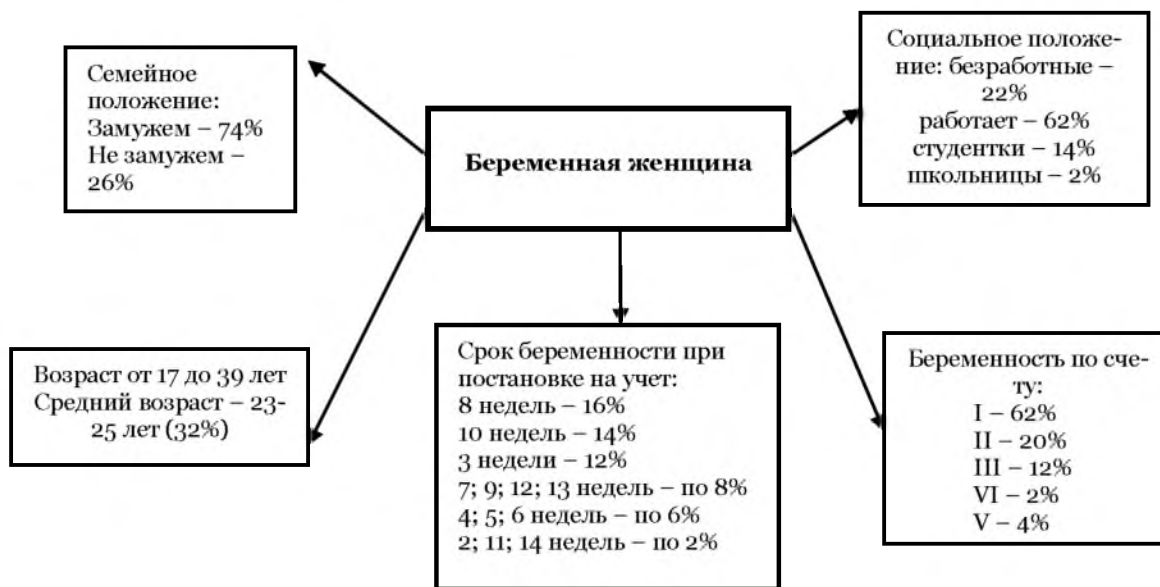 Семейное
положение:
Замужем – 74%
Не замужем –
26%
Беременная женщина
Социальное положе-
ние: безработные –
22%
работает – 62%
студентки – 14%
школьницы – 2%
Возраст от 17 до 39 лет
Средний возраст – 23-
25 лет (32%)
Срок беременности при
постановке на учет:
8 недель – 16%
10 недель – 14%
3 недели – 12%
7; 9; 12; 13 недель – по 8%
4; 5; 6 недель – по 6%
2; 11; 14 недель – по 2%
Беременность по сче-
ту:
I – 62%
II – 20%
III – 12%
VI – 2%
V – 4%